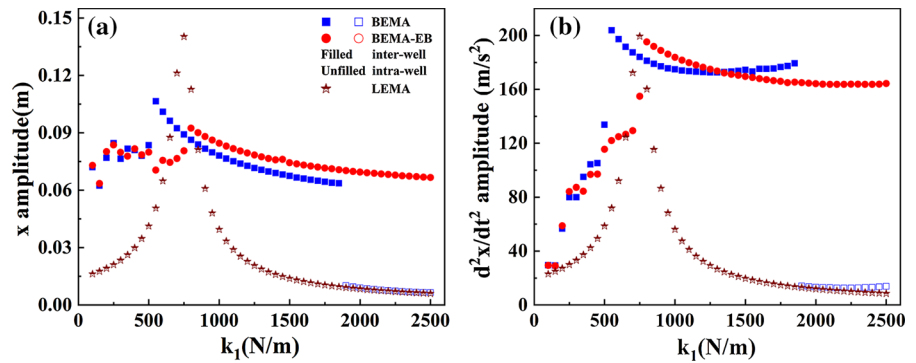 (a)
BEMA
BEMA-EB
Filled inter-well
Unfilled intra-well
LEMA
x amplitude(m)
0.15
0.12
0.09
0.06
0.03
0.00
0 500 1000 1500 2000 2500
k₁(N/m)
(b)
d²x/dt² amplitude (m/s²)
200
160
120
80
40
0
0 500 1000 1500 2000 2500
k₁(N/m)